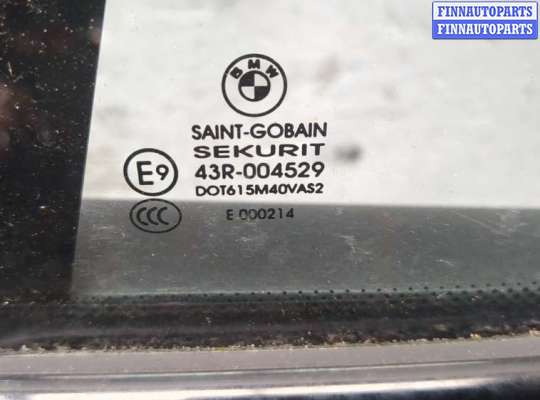 FINNAUTOPARTS
FINNAUTOPARTS
BMW
SAINT-GOBAIN
SEKURIT
E9 43R-004529
DOT615M40VAS2
CCC E 000214